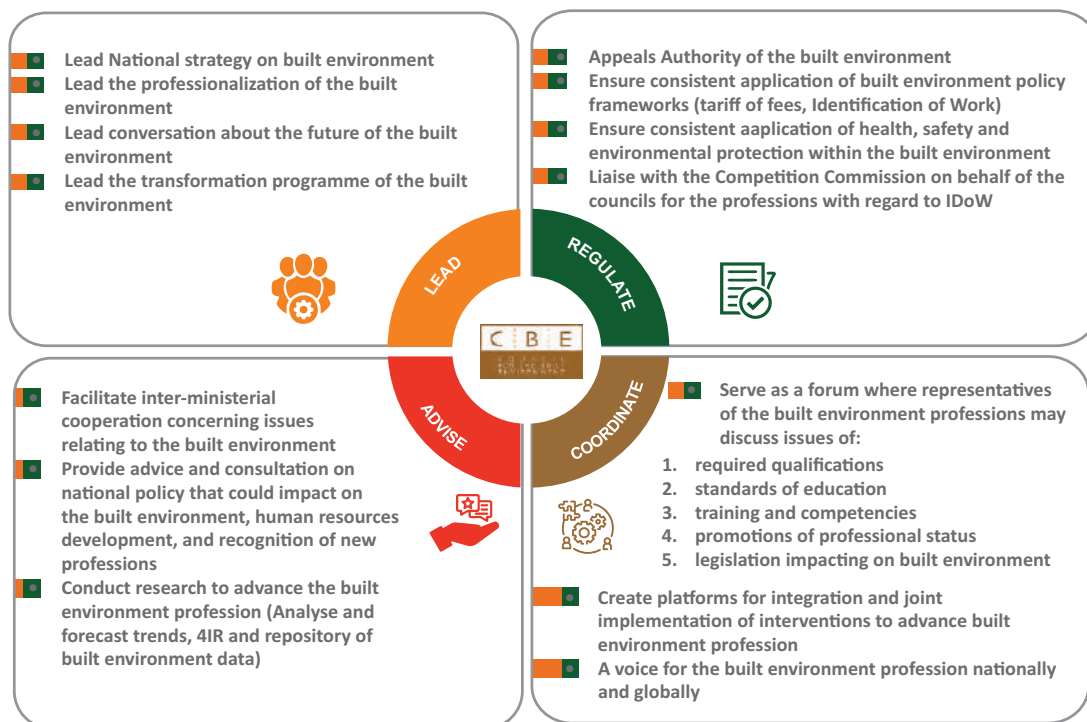 Lead National strategy on built environment
Lead the professionalization of the built
environment
Lead conversation about the future of the built
environment
Lead the transformation programme of the built
environment
Appeals Authority of the built environment
Ensure consistent application of built environment policy
frameworks (tariff of fees, Identification of Work)
Ensure consistent aapplication of health, safety and
environmental protection within the built environment
Liaise with the Competition Commission on behalf of the
councils for the professions with regard to IDoW
LEAD
REGULATE
C B E
ADVISE
COORDINATE
Facilitate inter-ministerial
cooperation concerning issues
relating to the built environment
Provide advice and consultation on
national policy that could impact on
the built environment, human resources
development, and recognition of new
professions
Conduct research to advance the built
environment profession (Analyse and
forecast trends, 4IR and repository of
built environment data)
Serve as a forum where representatives
of the built environment professions may
discuss issues of:
1. required qualifications
2. standards of education
3. training and competencies
4. promotions of professional status
5. legislation impacting on built environment
Create platforms for integration and joint
implementation of interventions to advance built
environment profession
A voice for the built environment profession nationally
and globally